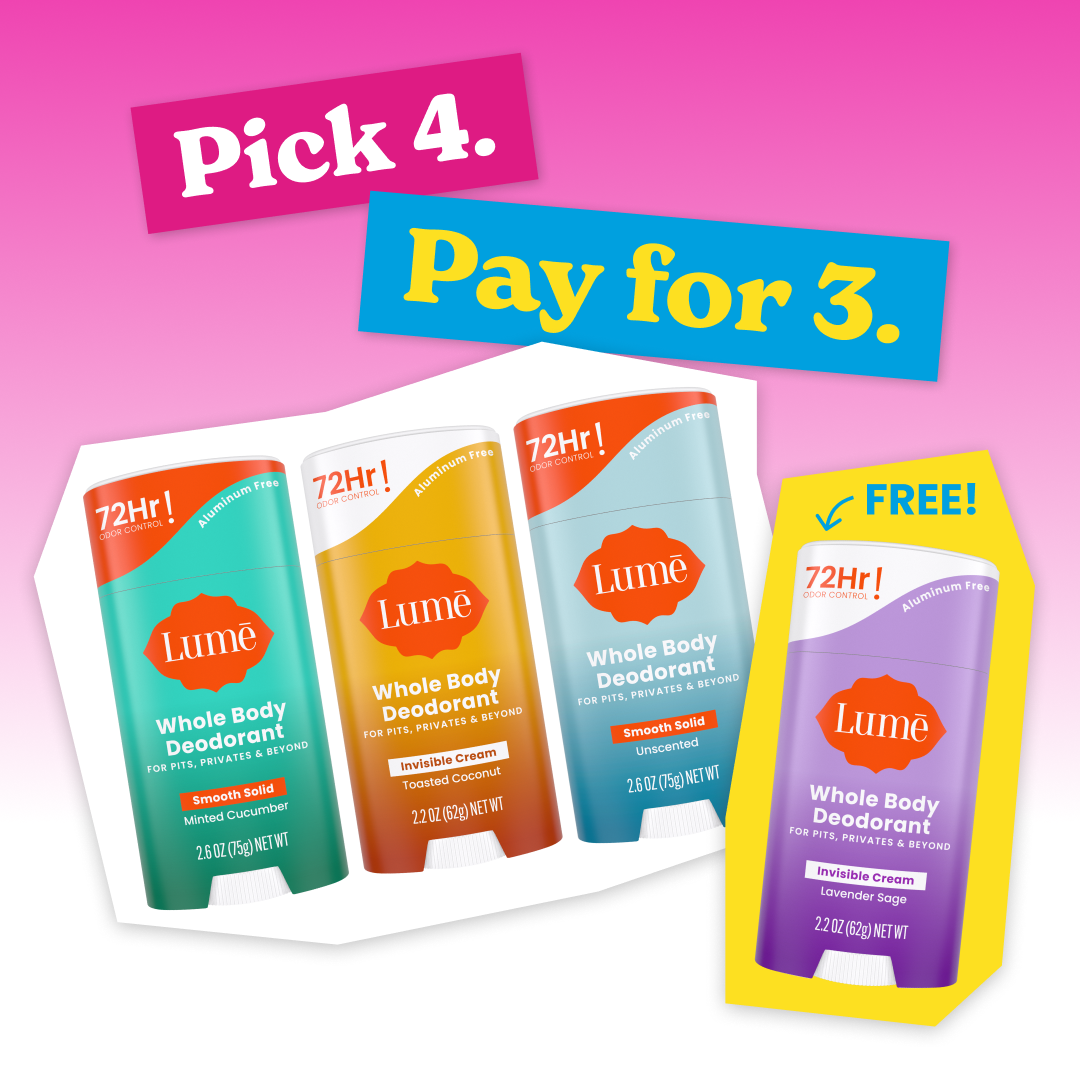 Pick 4.
Pay for 3.
72Hr!
ODOR CONTROL
Aluminum Free
Lumē
Whole Body
Deodorant
FOR PITS, PRIVATES & BEYOND
Smooth Solid
Minted Cucumber
2.6 OZ (75g) NET WT
72Hr!
ODOR CONTROL
Aluminum Free
Lumē
Whole Body
Deodorant
FOR PITS, PRIVATES & BEYOND
Invisible Cream
Toasted Coconut
2.2 OZ (62g) NET WT
72Hr!
ODOR CONTROL
Aluminum Free
Lumē
Whole Body
Deodorant
FOR PITS, PRIVATES & BEYOND
Smooth Solid
Unscented
2.6 OZ (75g) NET WT
FREE!
72Hr!
ODOR CONTROL
Aluminum Free
Lumē
Whole Body
Deodorant
FOR PITS, PRIVATES & BEYOND
Invisible Cream
Lavender Sage
2.2 OZ (62g) NET WT